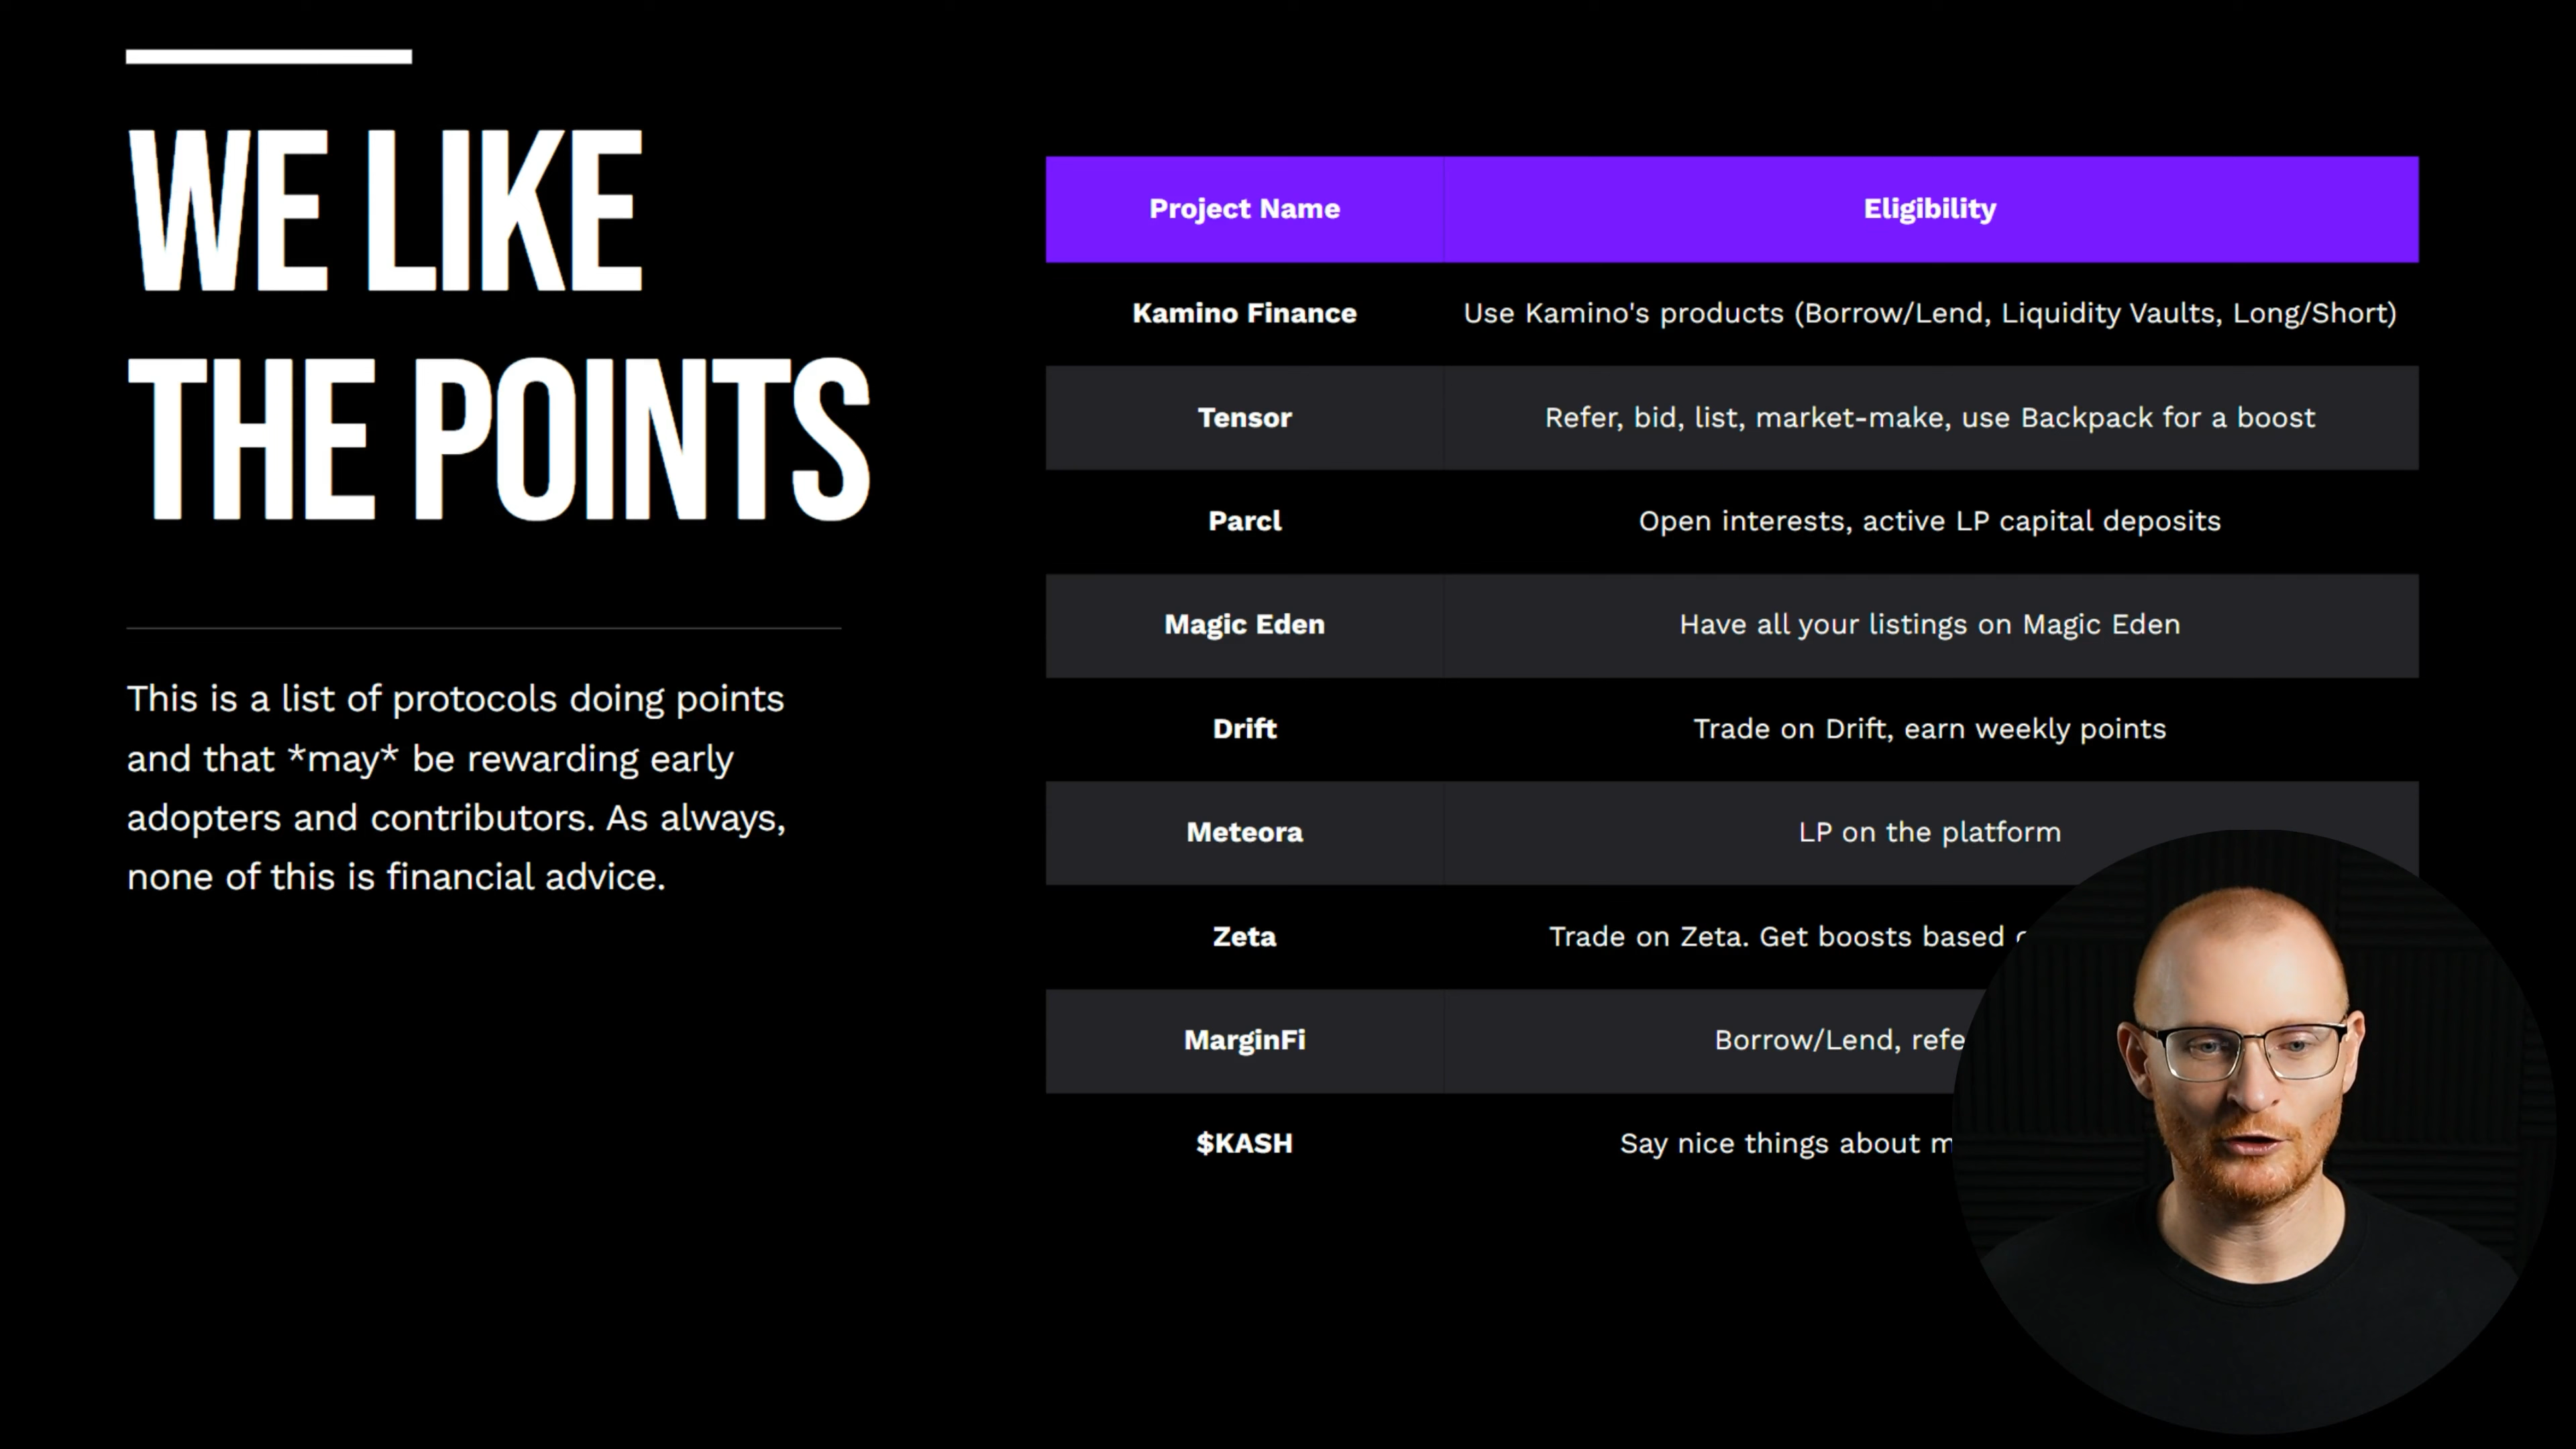 WE LIKE
THE POINTS
This is a list of protocols doing points
and that *may* be rewarding early
adopters and contributors. As always,
none of this is financial advice.
Project Name Eligibility
Kamino Finance Use Kamino's products (Borrow/Lend, Liquidity Vaults, Long/Short)
Tensor Refer, bid, list, market-make, use Backpack for a boost
Parcl Open interests, active LP capital deposits
Magic Eden Have all your listings on Magic Eden
Drift Trade on Drift, earn weekly points
Meteora LP on the platform
Zeta Trade on Zeta. Get boosts based
MarginFi Borrow/Lend,
$KASH Say nice things about